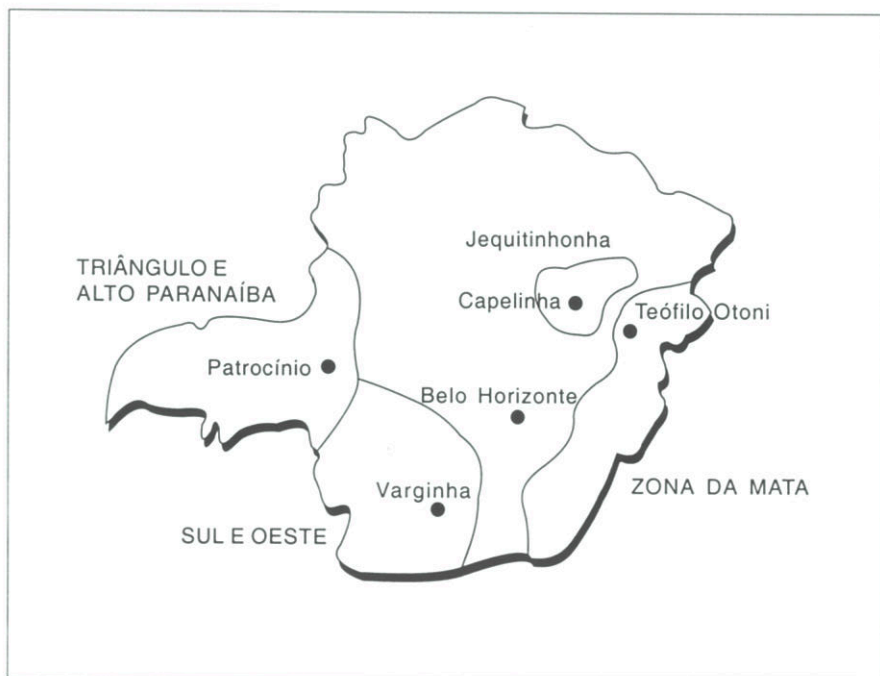 Jequitinhonha
TRIÂNGULO E
ALTO PARANAÍBA
Capelinha
Teófilo Otoni
Patrocínio
Belo Horizonte
Varginha
ZONA DA MATA
SUL E OESTE